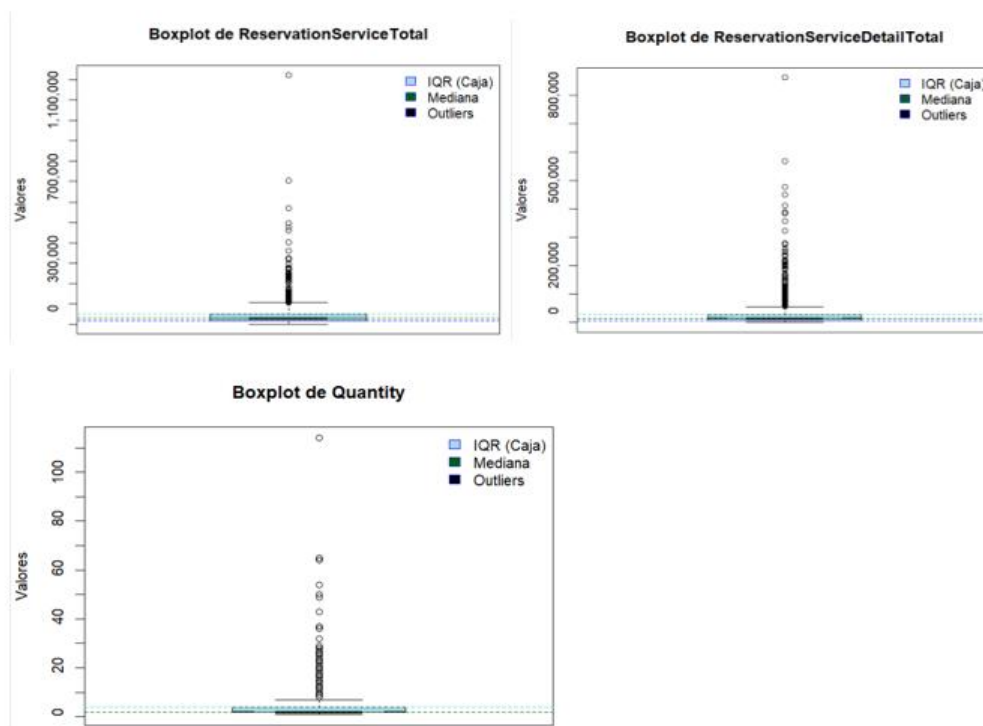 Boxplot de ReservationServiceTotal
IQR (Caja)
Mediana
Outliers
Valores
1,100,000
700,000
300,000
0
Boxplot de ReservationServiceDetailTotal
IQR (Caja)
Mediana
Outliers
Valores
800,000
500,000
200,000
0
Boxplot de Quantity
IQR (Caja)
Mediana
Outliers
Valores
100
80
60
40
20
0